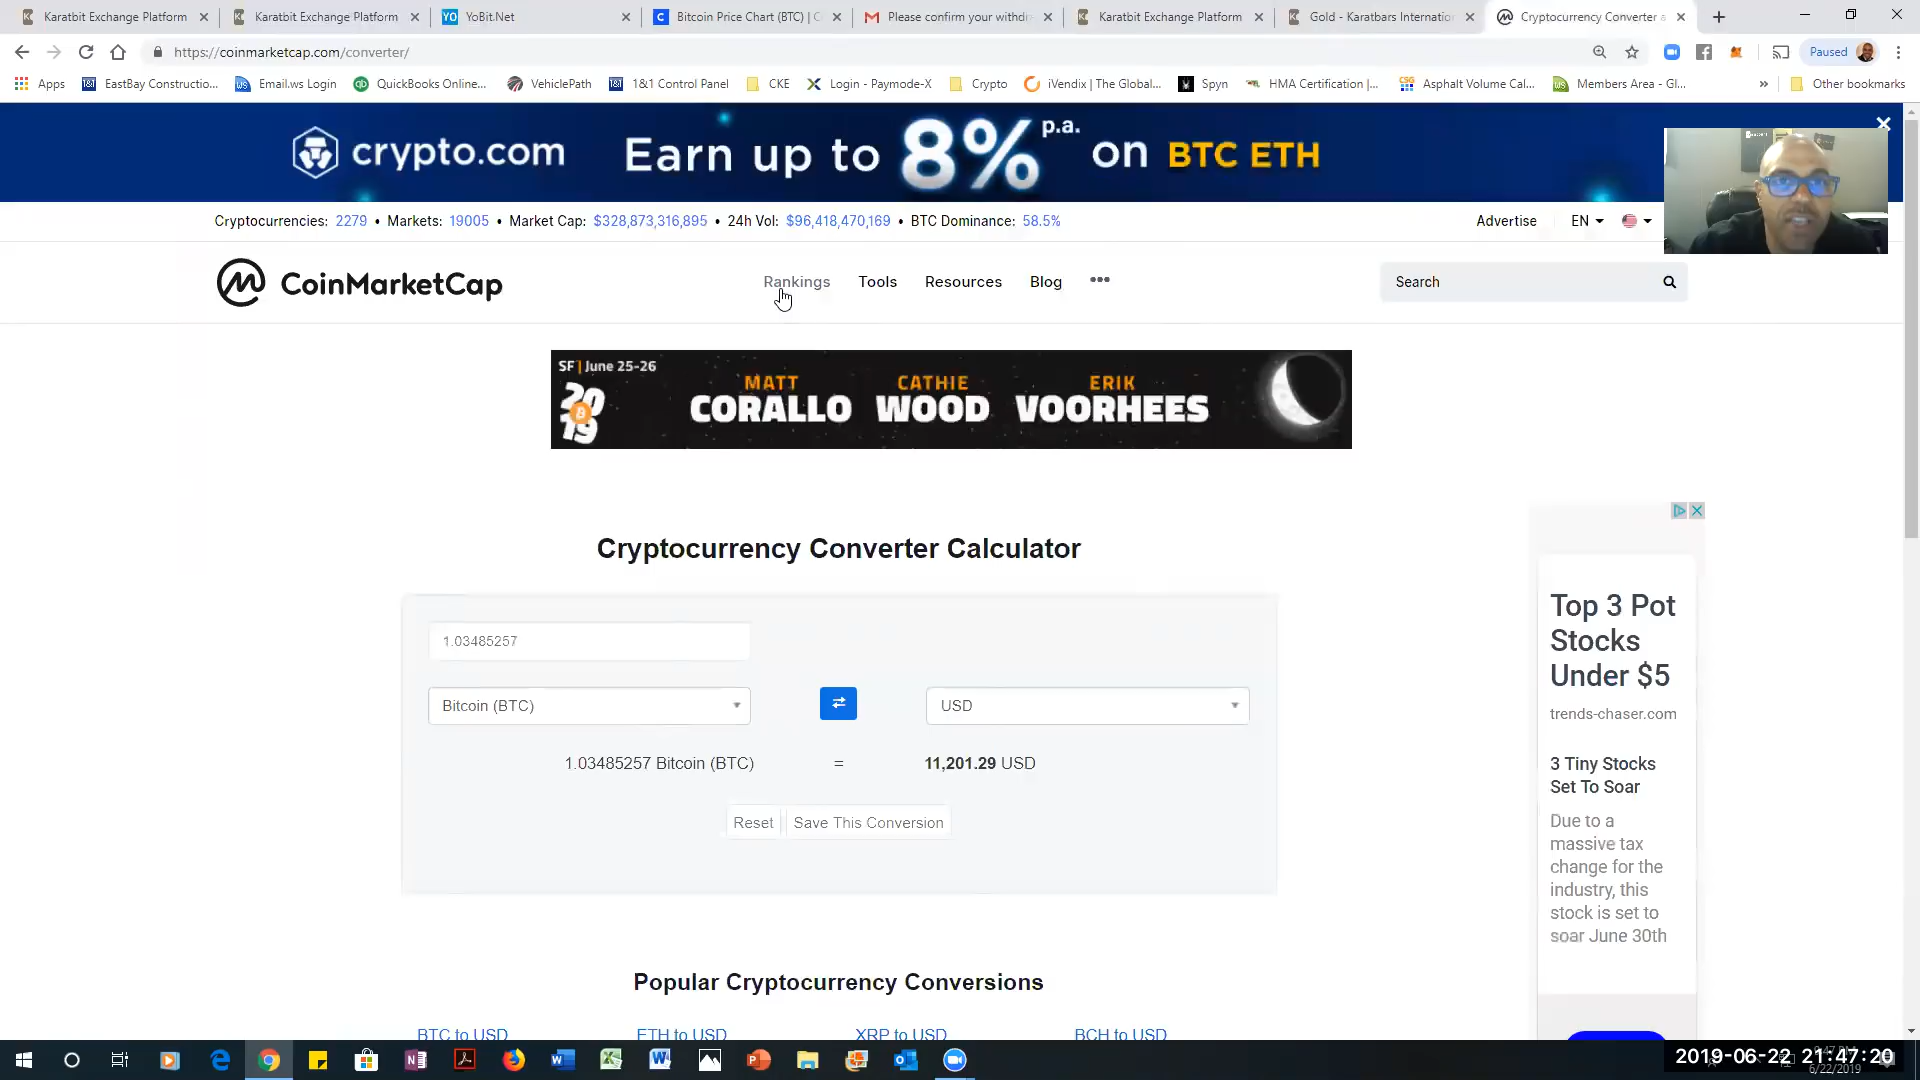 Karatbit Exchange Platform
Karatbit Exchange Platform
YO YoBit.Net
Bitcoin Price Chart (BTC) | C
Please confirm your withdr
Karatbit Exchange Platform
Gold - Karatbars Internatio
Cryptocurrency Converter a
https://coinmarketcap.com/converter/
Paused
Apps
EastBay Constructio...
Email.ws Login
QuickBooks Online...
VehiclePath
1&1 Control Panel
CKE
Login - Paymode-X
Crypto
iVendix | The Global...
Spyn
HMA Certification |...
Asphalt Volume Cal...
Members Area - Gl...
»
Other bookmarks
crypto.com
Earn up to 8% p.a. on BTC ETH
Cryptocurrencies: 2279 • Markets: 19005 • Market Cap: $328,873,316,895 • 24h Vol: $96,418,470,169 • BTC Dominance: 58.5%
Advertise
EN
CoinMarketCap
Rankings
Tools
Resources
Blog
•••
Search
SF | June 25-26
2019
MATT CORALLO
CATHIE WOOD
ERIK VOORHEES
Cryptocurrency Converter Calculator
1.03485257
Bitcoin (BTC)
USD
1.03485257 Bitcoin (BTC) = 11,201.29 USD
Reset
Save This Conversion
Top 3 Pot
Stocks
Under $5
trends-chaser.com
3 Tiny Stocks
Set To Soar
Due to a
massive tax
change for the
industry, this
stock is set to
soar June 30th
Popular Cryptocurrency Conversions
BTC to USD
ETH to USD
XRP to USD
BCH to USD
2019-06-22 21:47:20
6/22/2019